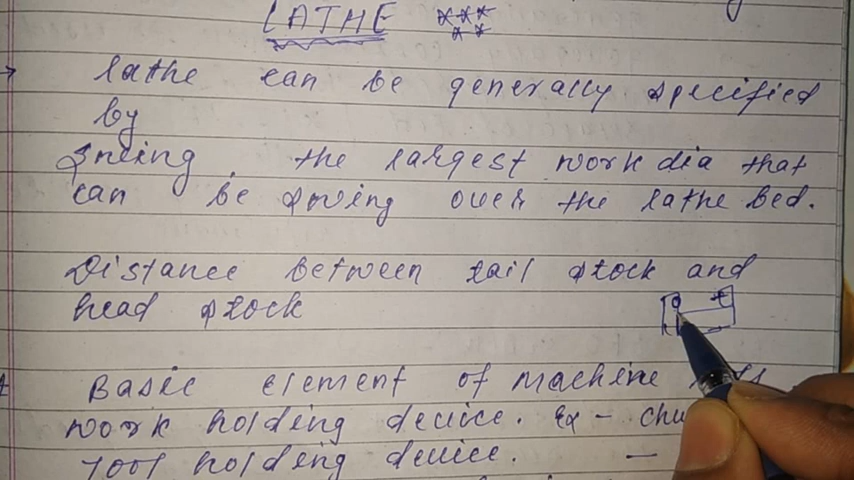 LATHE
lathe can be generally specified
by
Swing, the largest work dia that
can be swing over the lathe bed.
Distance between tail stock and
head stock
Basic element of machine
work holding device. Ex -
Tool holding device. —